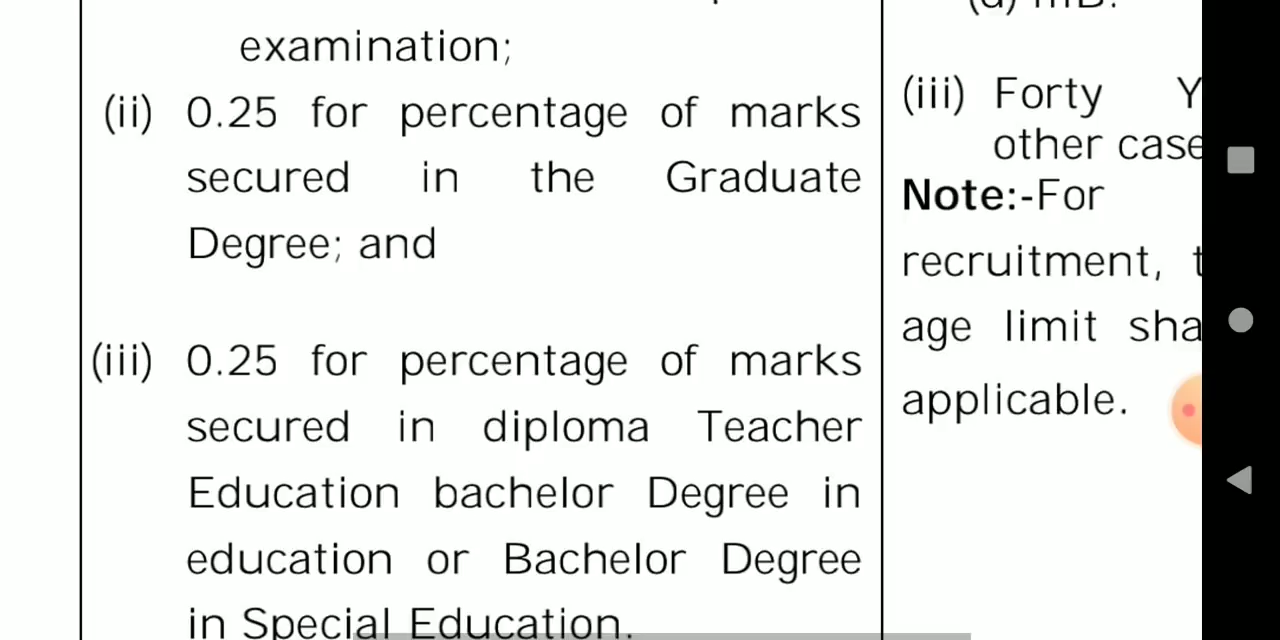 examination;
(ii) 0.25 for percentage of marks
secured in the Graduate
Degree; and
(iii) 0.25 for percentage of marks
secured in diploma Teacher
Education bachelor Degree in
education or Bachelor Degree
in Special Education.
(iii) Forty Y
other case
Note:-For
recruitment, t
age limit sha
applicable.